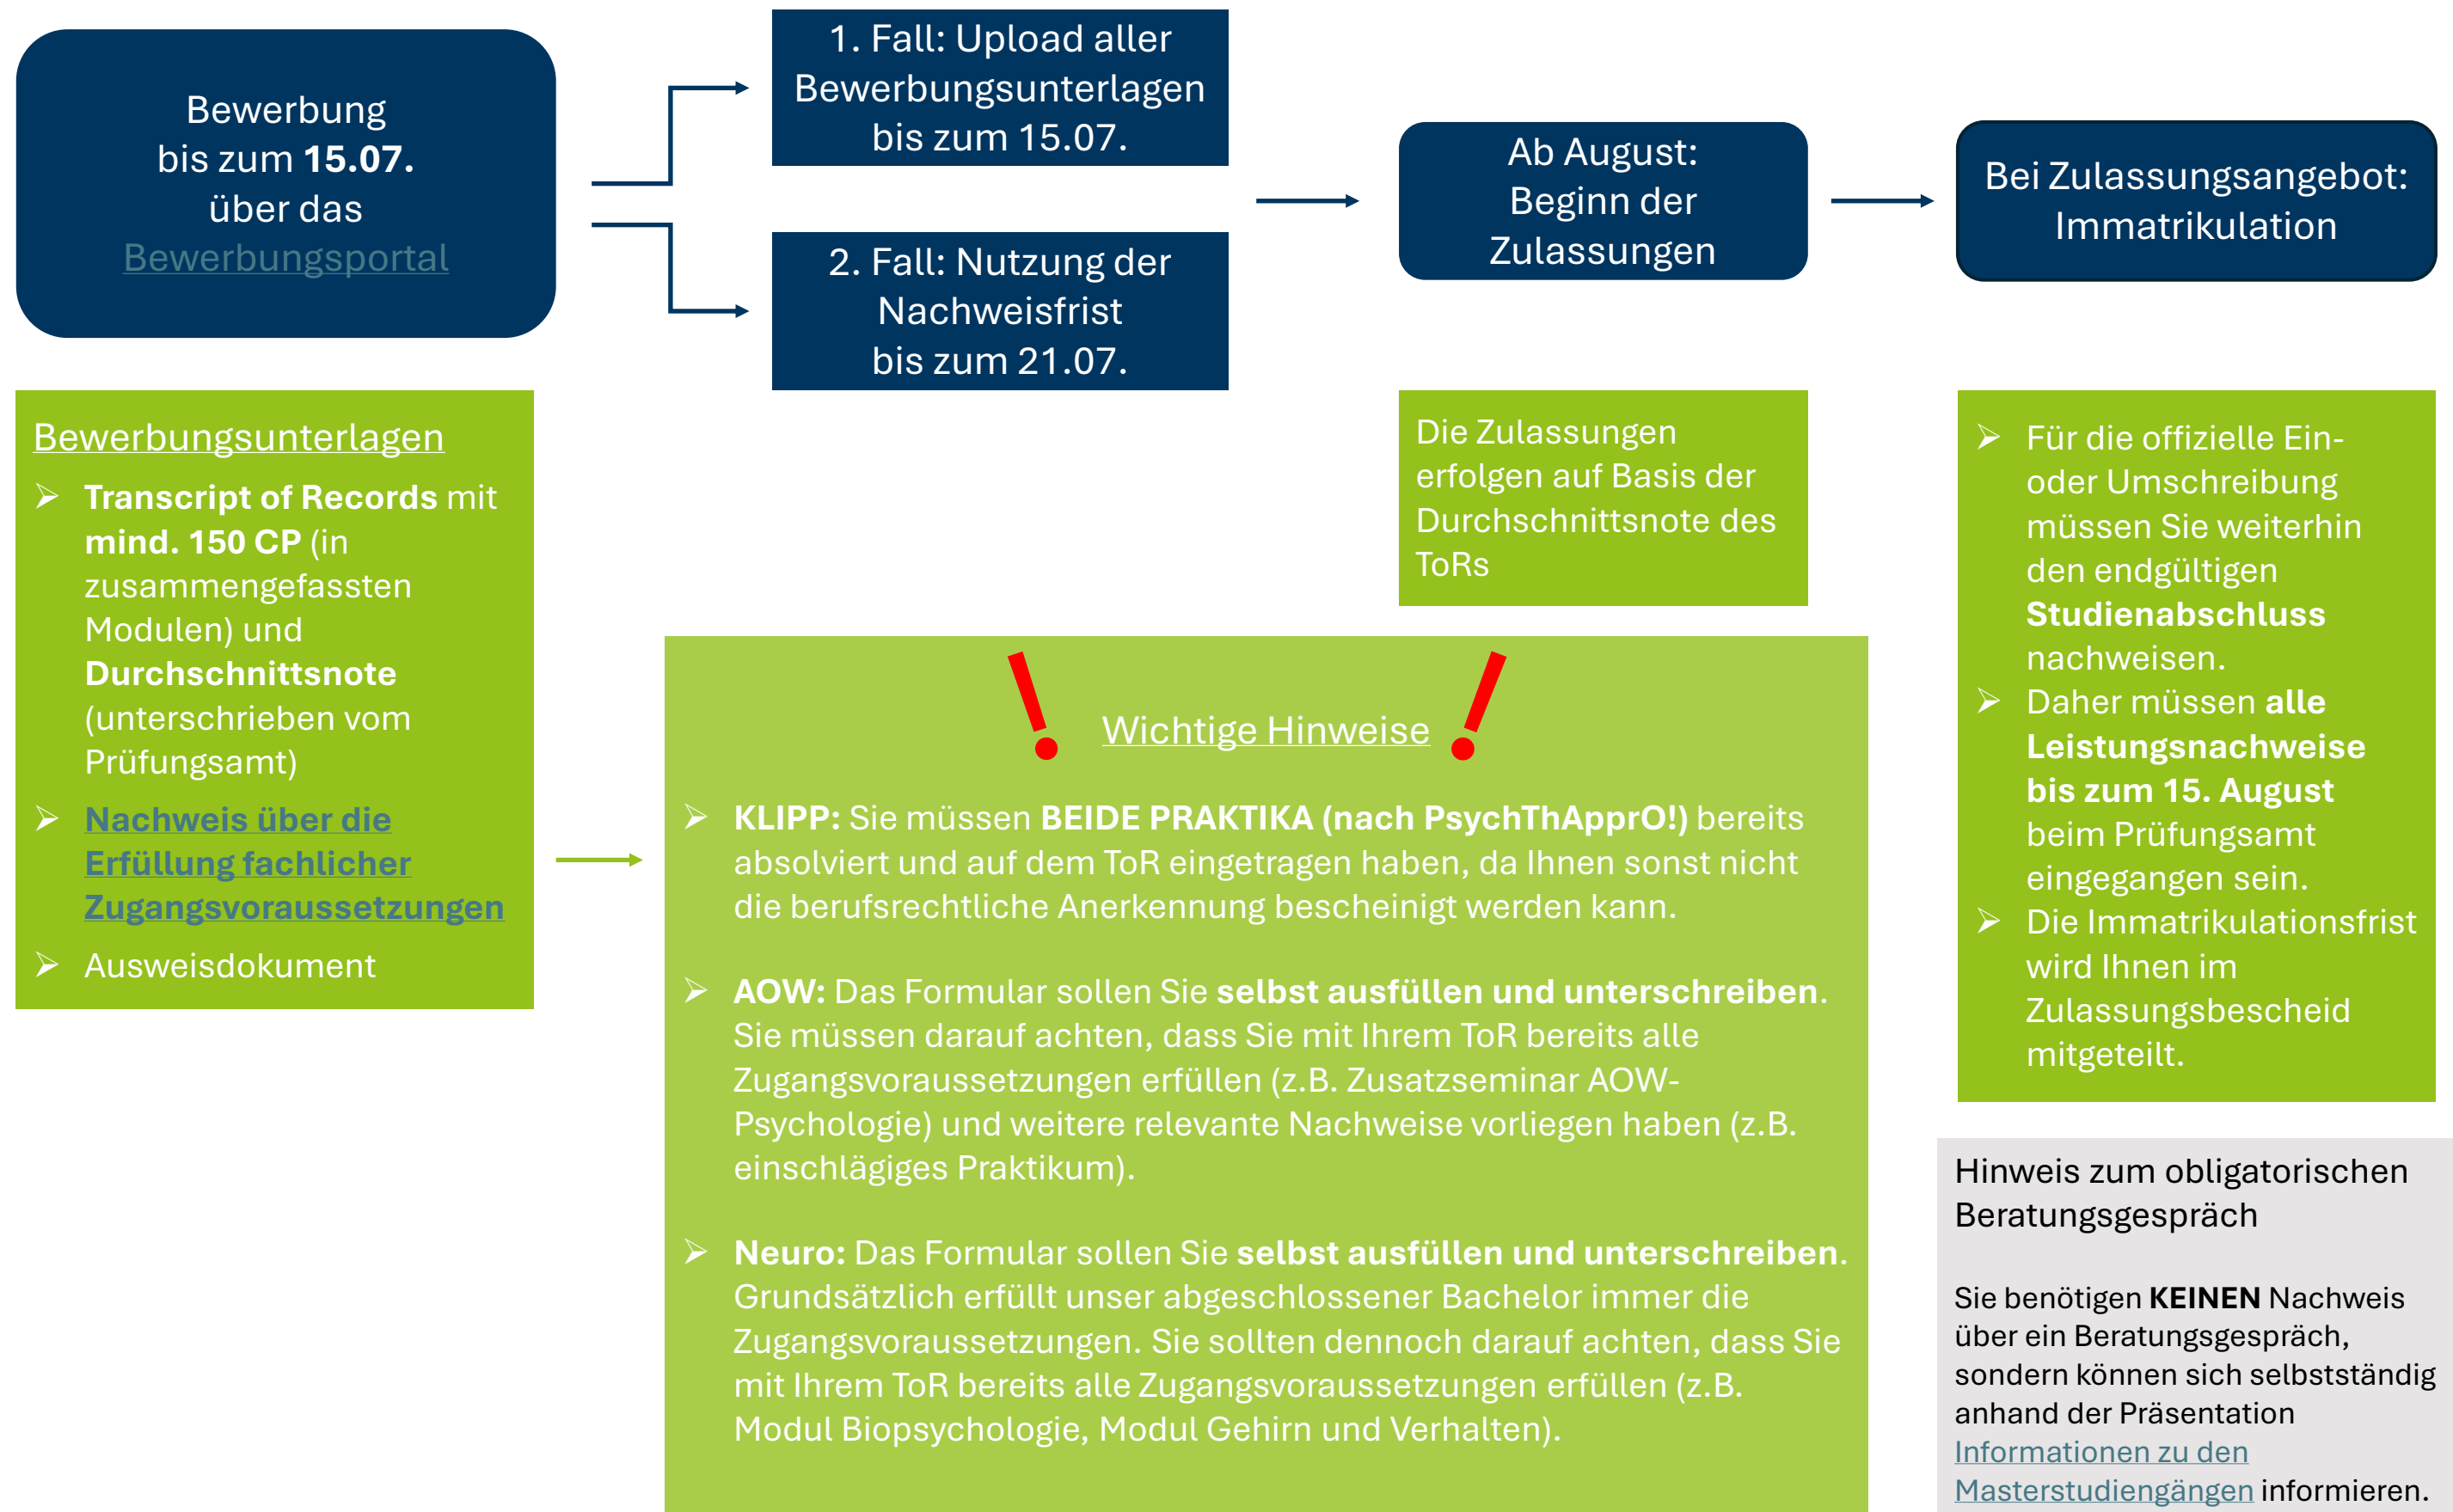 Bewerbung
bis zum 15.07.
über das
Bewerbungsportal
1. Fall: Upload aller
Bewerbungsunterlagen
bis zum 15.07.
2. Fall: Nutzung der
Nachweisfrist
bis zum 21.07.
Ab August:
Beginn der
Zulassungen
Bei Zulassungsangebot:
Immatrikulation
Bewerbungsunterlagen
➢ Transcript of Records mit
mind. 150 CP (in
zusammengefassten
Modulen) und
Durchschnittsnote
(unterschrieben vom
Prüfungsamt)
➢ Nachweis über die
Erfüllung fachlicher
Zugangsvoraussetzungen
➢ Ausweisdokument
Die Zulassungen
erfolgen auf Basis der
Durchschnittsnote des
ToRs
➢ Für die offizielle Ein-
oder Umschreibung
müssen Sie weiterhin
den endgültigen
Studienabschluss
nachweisen.
➢ Daher müssen alle
Leistungsnachweise
bis zum 15. August
beim Prüfungsamt
eingegangen sein.
➢ Die Immatrikulationsfrist
wird Ihnen im
Zulassungsbescheid
mitgeteilt.
! Wichtige Hinweise !
➢ KLIPP: Sie müssen BEIDE PRAKTIKA (nach PsychThApprO!) bereits
absolviert und auf dem ToR eingetragen haben, da Ihnen sonst nicht
die berufsrechtliche Anerkennung bescheinigt werden kann.
➢ AOW: Das Formular sollen Sie selbst ausfüllen und unterschreiben.
Sie müssen darauf achten, dass Sie mit Ihrem ToR bereits alle
Zugangsvoraussetzungen erfüllen (z.B. Zusatzseminar AOW-
Psychologie) und weitere relevante Nachweise vorliegen haben (z.B.
einschlägiges Praktikum).
➢ Neuro: Das Formular sollen Sie selbst ausfüllen und unterschreiben.
Grundsätzlich erfüllt unser abgeschlossener Bachelor immer die
Zugangsvoraussetzungen. Sie sollten dennoch darauf achten, dass Sie
mit Ihrem ToR bereits alle Zugangsvoraussetzungen erfüllen (z.B.
Modul Biopsychologie, Modul Gehirn und Verhalten).
Hinweis zum obligatorischen
Beratungsgespräch
Sie benötigen KEINEN Nachweis
über ein Beratungsgespräch,
sondern können sich selbstständig
anhand der Präsentation
Informationen zu den
Masterstudiengängen informieren.